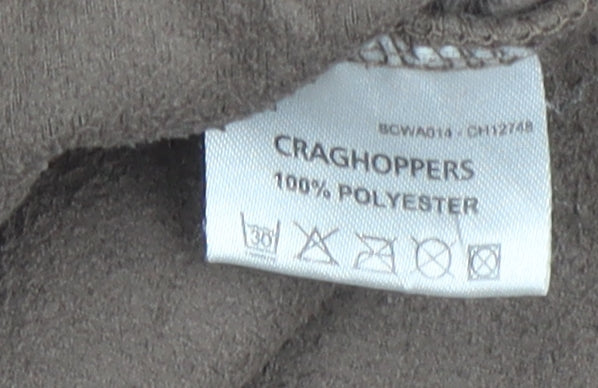 BCWA014 - CH12748
CRAGHOPPERS
100% POLYESTER
30